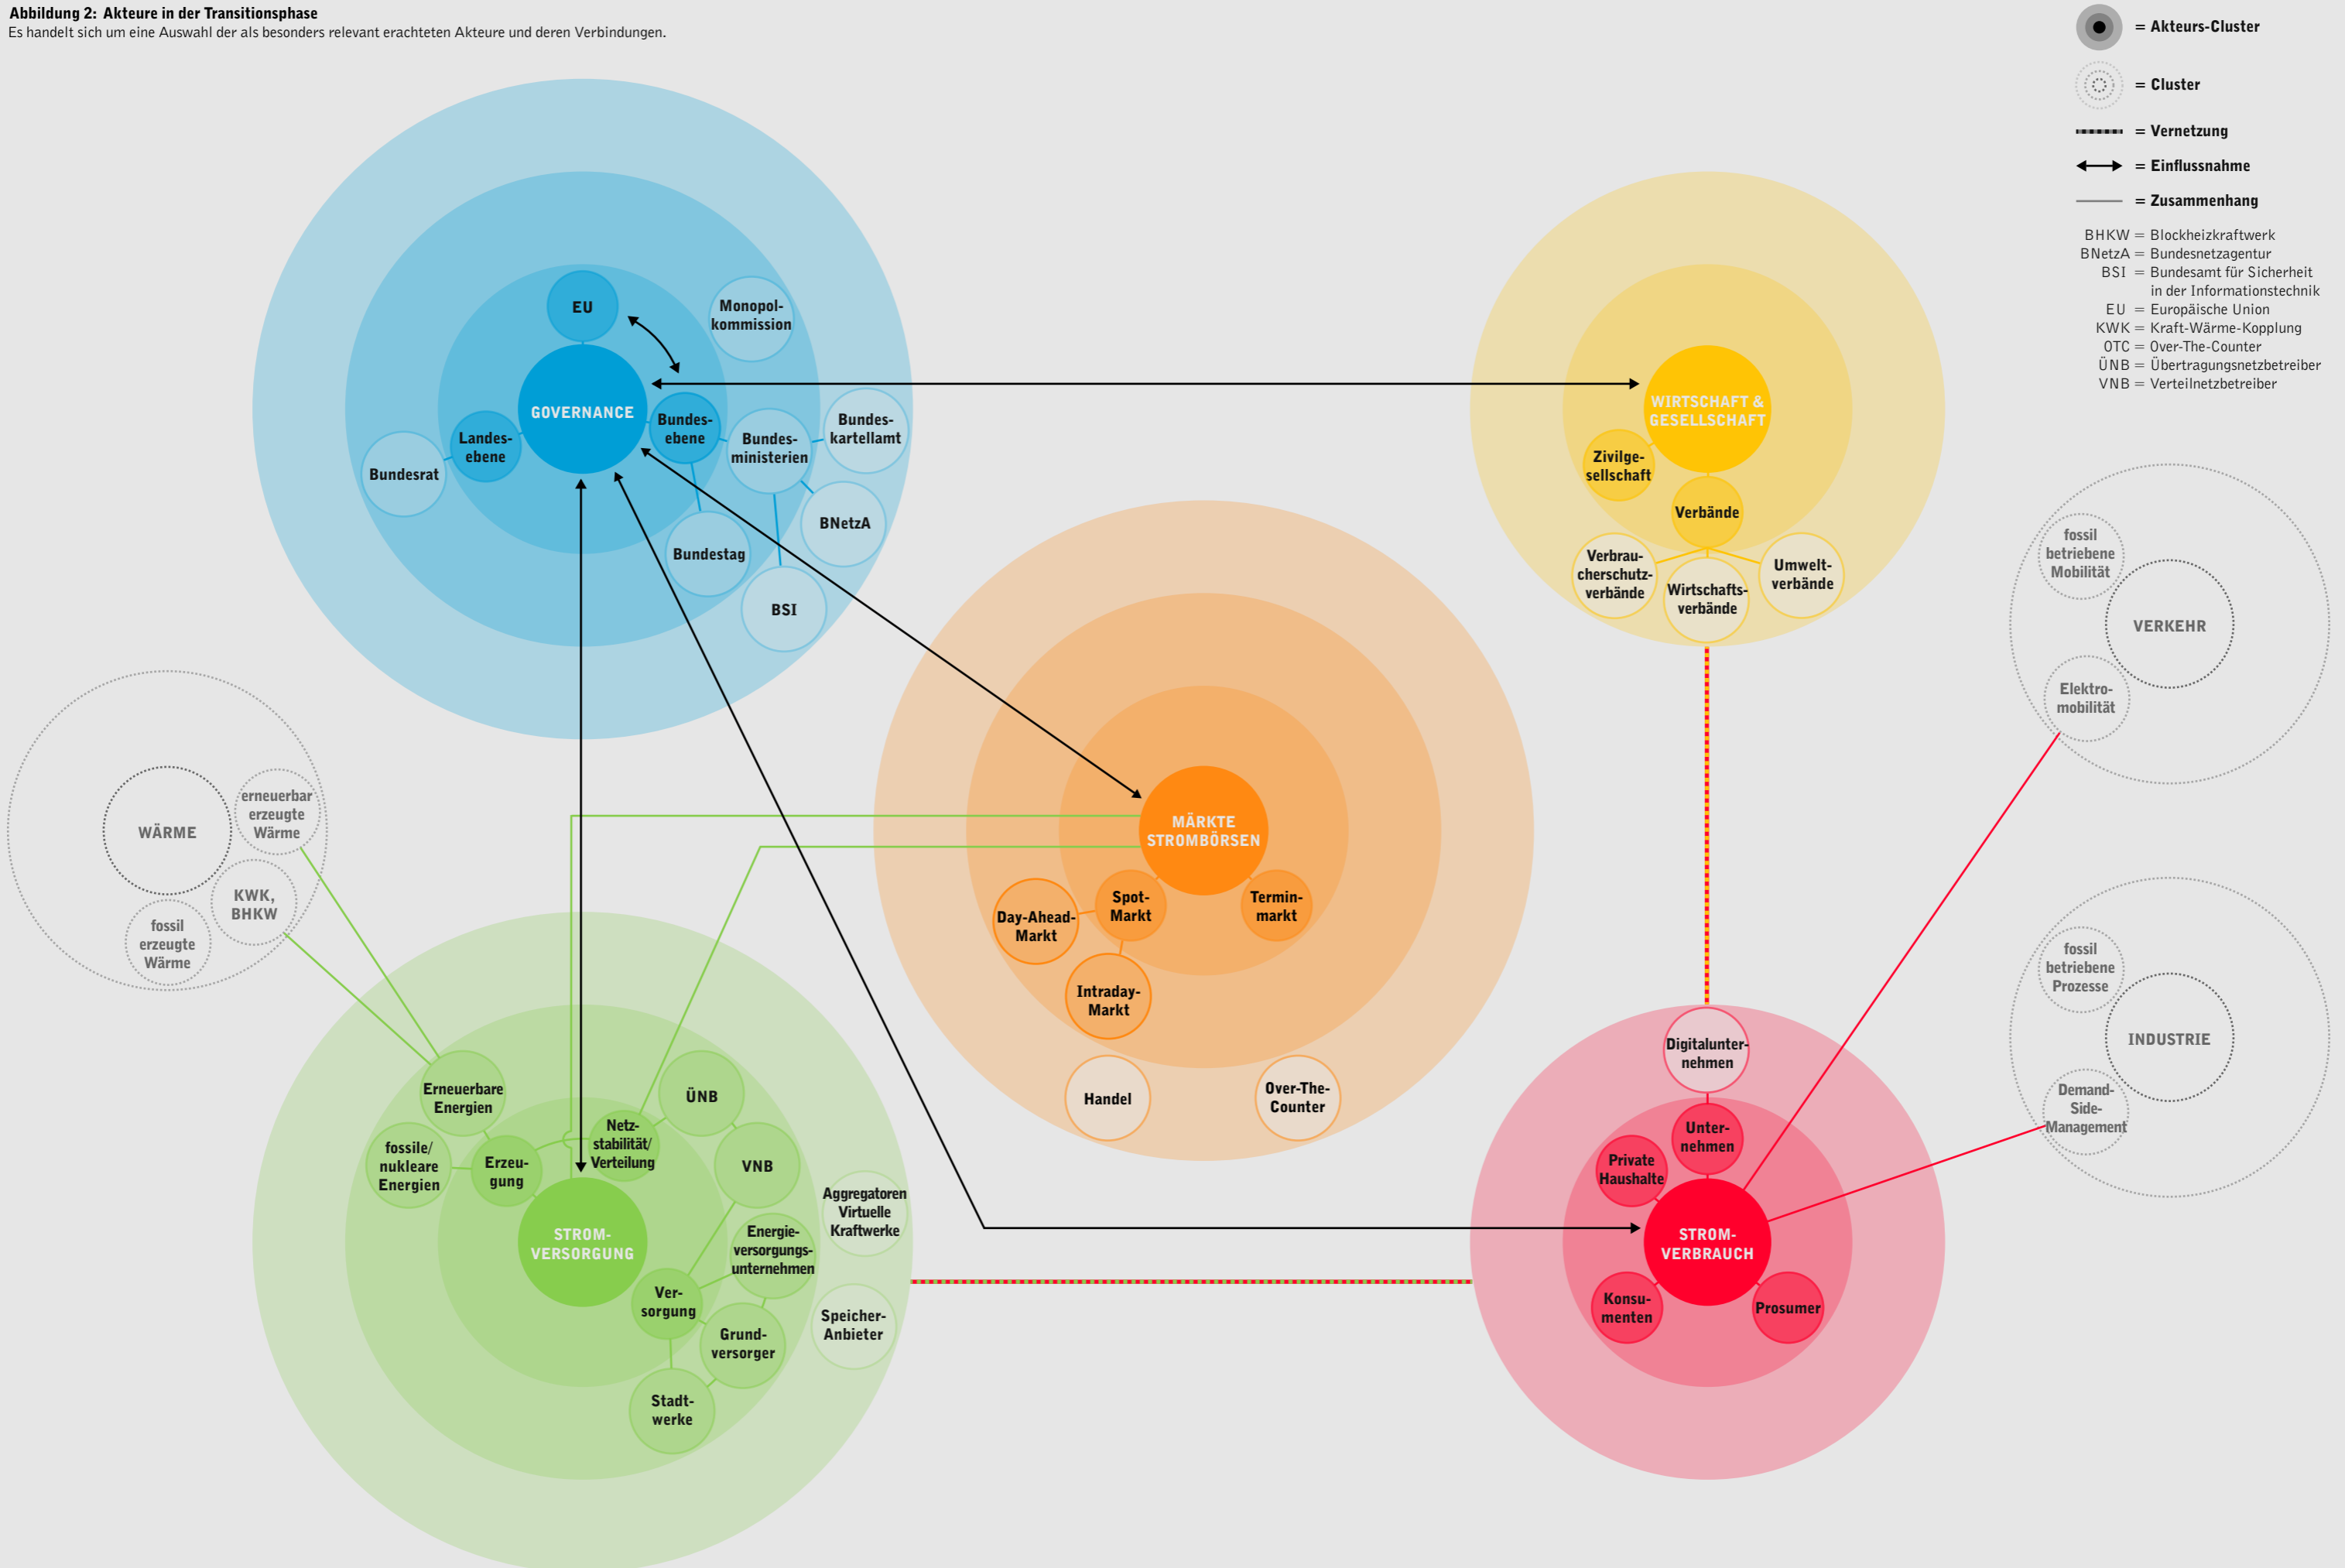 Abbildung 2: Akteure in der Transitionsphase
Es handelt sich um eine Auswahl der als besonders relevant erachteten Akteure und deren Verbindungen.
= Akteurs-Cluster
= Cluster
= Vernetzung
= Einflussnahme
= Zusammenhang
BHKW = Blockheizkraftwerk
BNetzA = Bundesnetzagentur
BSI = Bundesamt für Sicherheit
in der Informationstechnik
EU = Europäische Union
KWK = Kraft-Wärme-Kopplung
OTC = Over-The-Counter
ÜNB = Übertragungsnetzbetreiber
VNB = Verteilnetzbetreiber
EU
Monopol-
kommission
GOVERNANCE
Landes-
ebene
Bundesrat
Bundes-
ebene
Bundes-
ministerien
Bundes-
kartellamt
BNetzA
Bundestag
BSI
WIRTSCHAFT &
GESELLSCHAFT
Zivilge-
sellschaft
Verbände
Verbrau-
cherschutz-
verbände
Wirtschafts-
verbände
Umwelt-
verbände
fossil
betriebene
Mobilität
VERKEHR
Elektro-
mobilität
WÄRME
erneuerbar
erzeugte
Wärme
KWK,
BHKW
fossil
erzeugte
Wärme
MÄRKTE
STROMBÖRSEN
Spot-
Markt
Termin-
markt
Day-Ahead-
Markt
Intraday-
Markt
Handel
Over-The-
Counter
Erneuerbare
Energien
fossile/
nukleare
Energien
Erzeu-
gung
Netz-
stabilität/
Verteilung
ÜNB
VNB
STROM-
VERSORGUNG
Ver-
sorgung
Energie-
versorgungs-
unternehmen
Grund-
versorger
Stadt-
werke
Aggregatoren
Virtuelle
Kraftwerke
Speicher-
Anbieter
Digitalunter-
nehmen
Unter-
nehmen
Private
Haushalte
STROM-
VERBRAUCH
Konsu-
menten
Prosumer
fossil
betriebene
Prozesse
INDUSTRIE
Demand-
Side-
Management